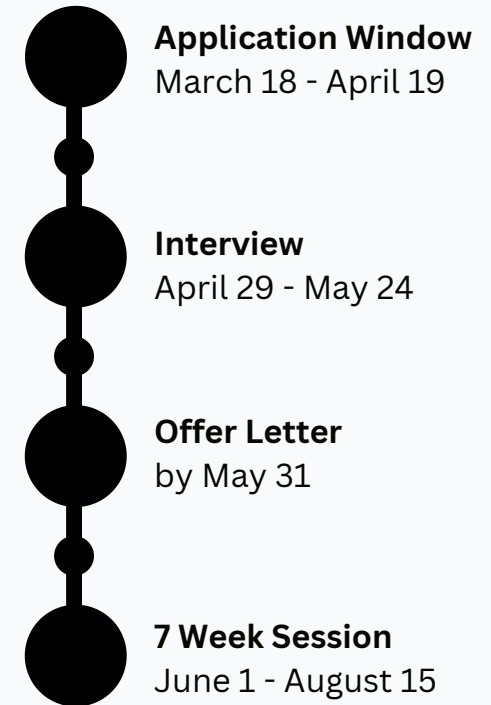 Application Window
March 18 - April 19
Interview
April 29 - May 24
Offer Letter
by May 31
7 Week Session
June 1 - August 15